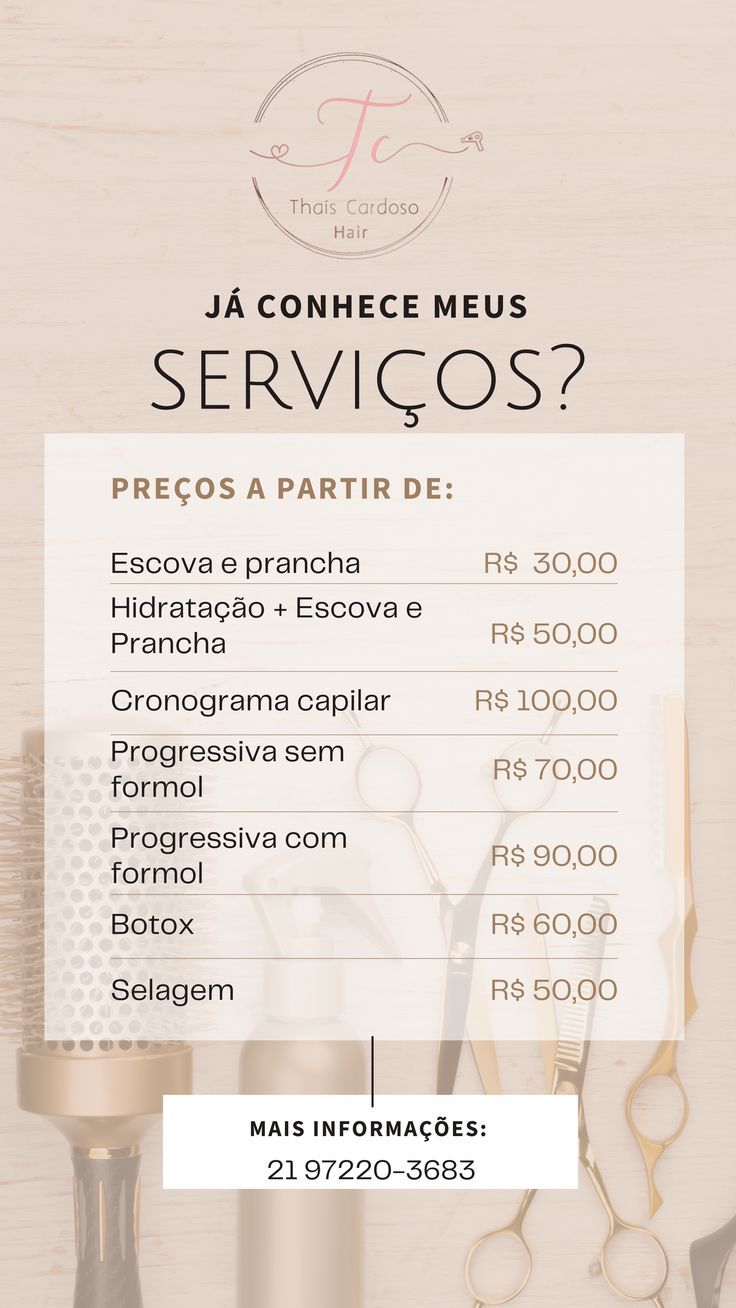 Tc
Thaís Cardoso
Hair
JÁ CONHECE MEUS
SERVIÇOS?
PREÇOS A PARTIR DE:
Escova e prancha R$ 30,00
Hidratação + Escova e
Prancha R$ 50,00
Cronograma capilar R$ 100,00
Progressiva sem
formol R$ 70,00
Progressiva com
formol R$ 90,00
Botox R$ 60,00
Selagem R$ 50,00
MAIS INFORMAÇÕES:
21 97220-3683